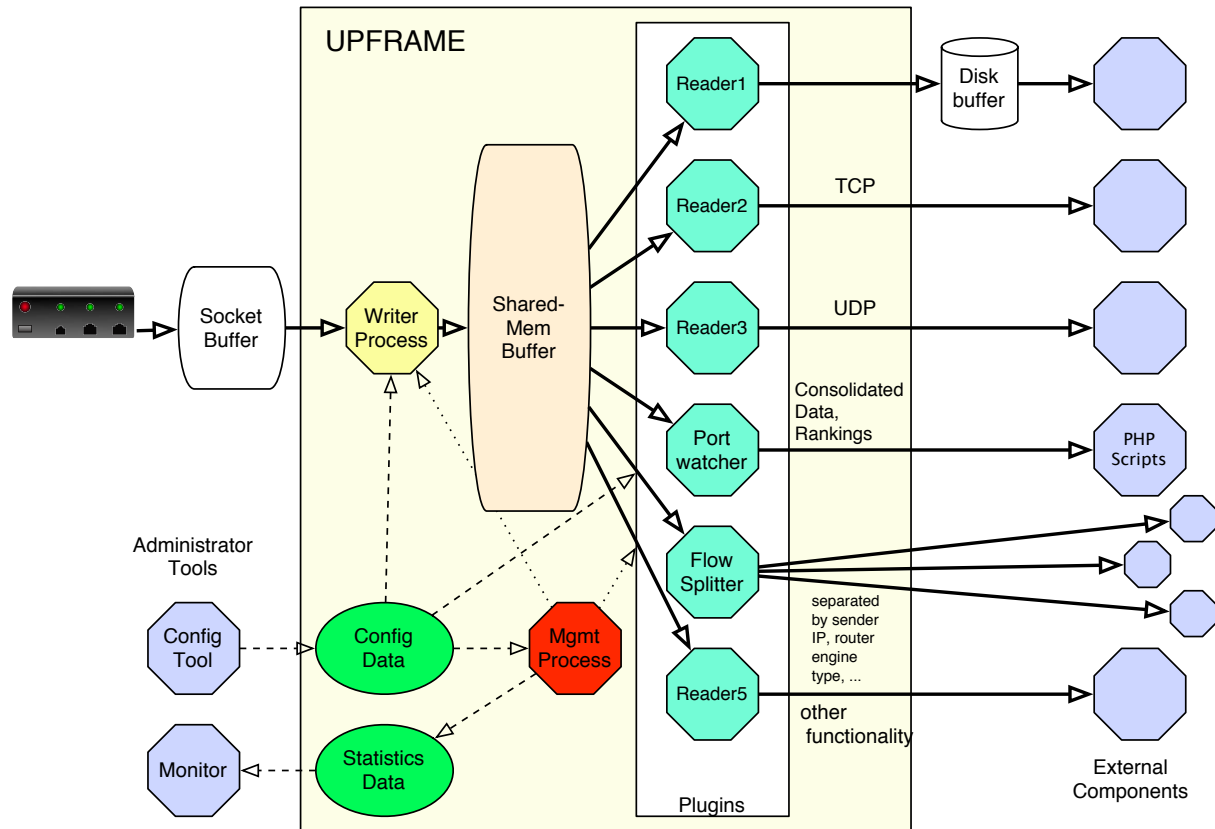 UPFRAME
Reader1
Disk
buffer
Reader2
TCP
Socket
Buffer
Writer
Process
Shared-
Mem
Buffer
Reader3
UDP
Port
watcher
Consolidated
Data,
Rankings
PHP
Scripts
Administrator
Tools
Flow
Splitter
separated
by sender
IP, router
engine
type, ...
Config
Tool
Config
Data
Mgmt
Process
Reader5
other
functionality
Monitor
Statistics
Data
Plugins
External
Components